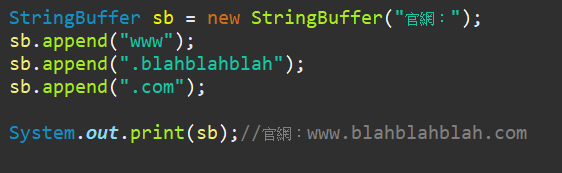 StringBuffer sb = new StringBuffer("官網：");
sb.append("www");
sb.append(".blahblahblah");
sb.append(".com");
System.out.print(sb);//官網：www.blahblahblah.com